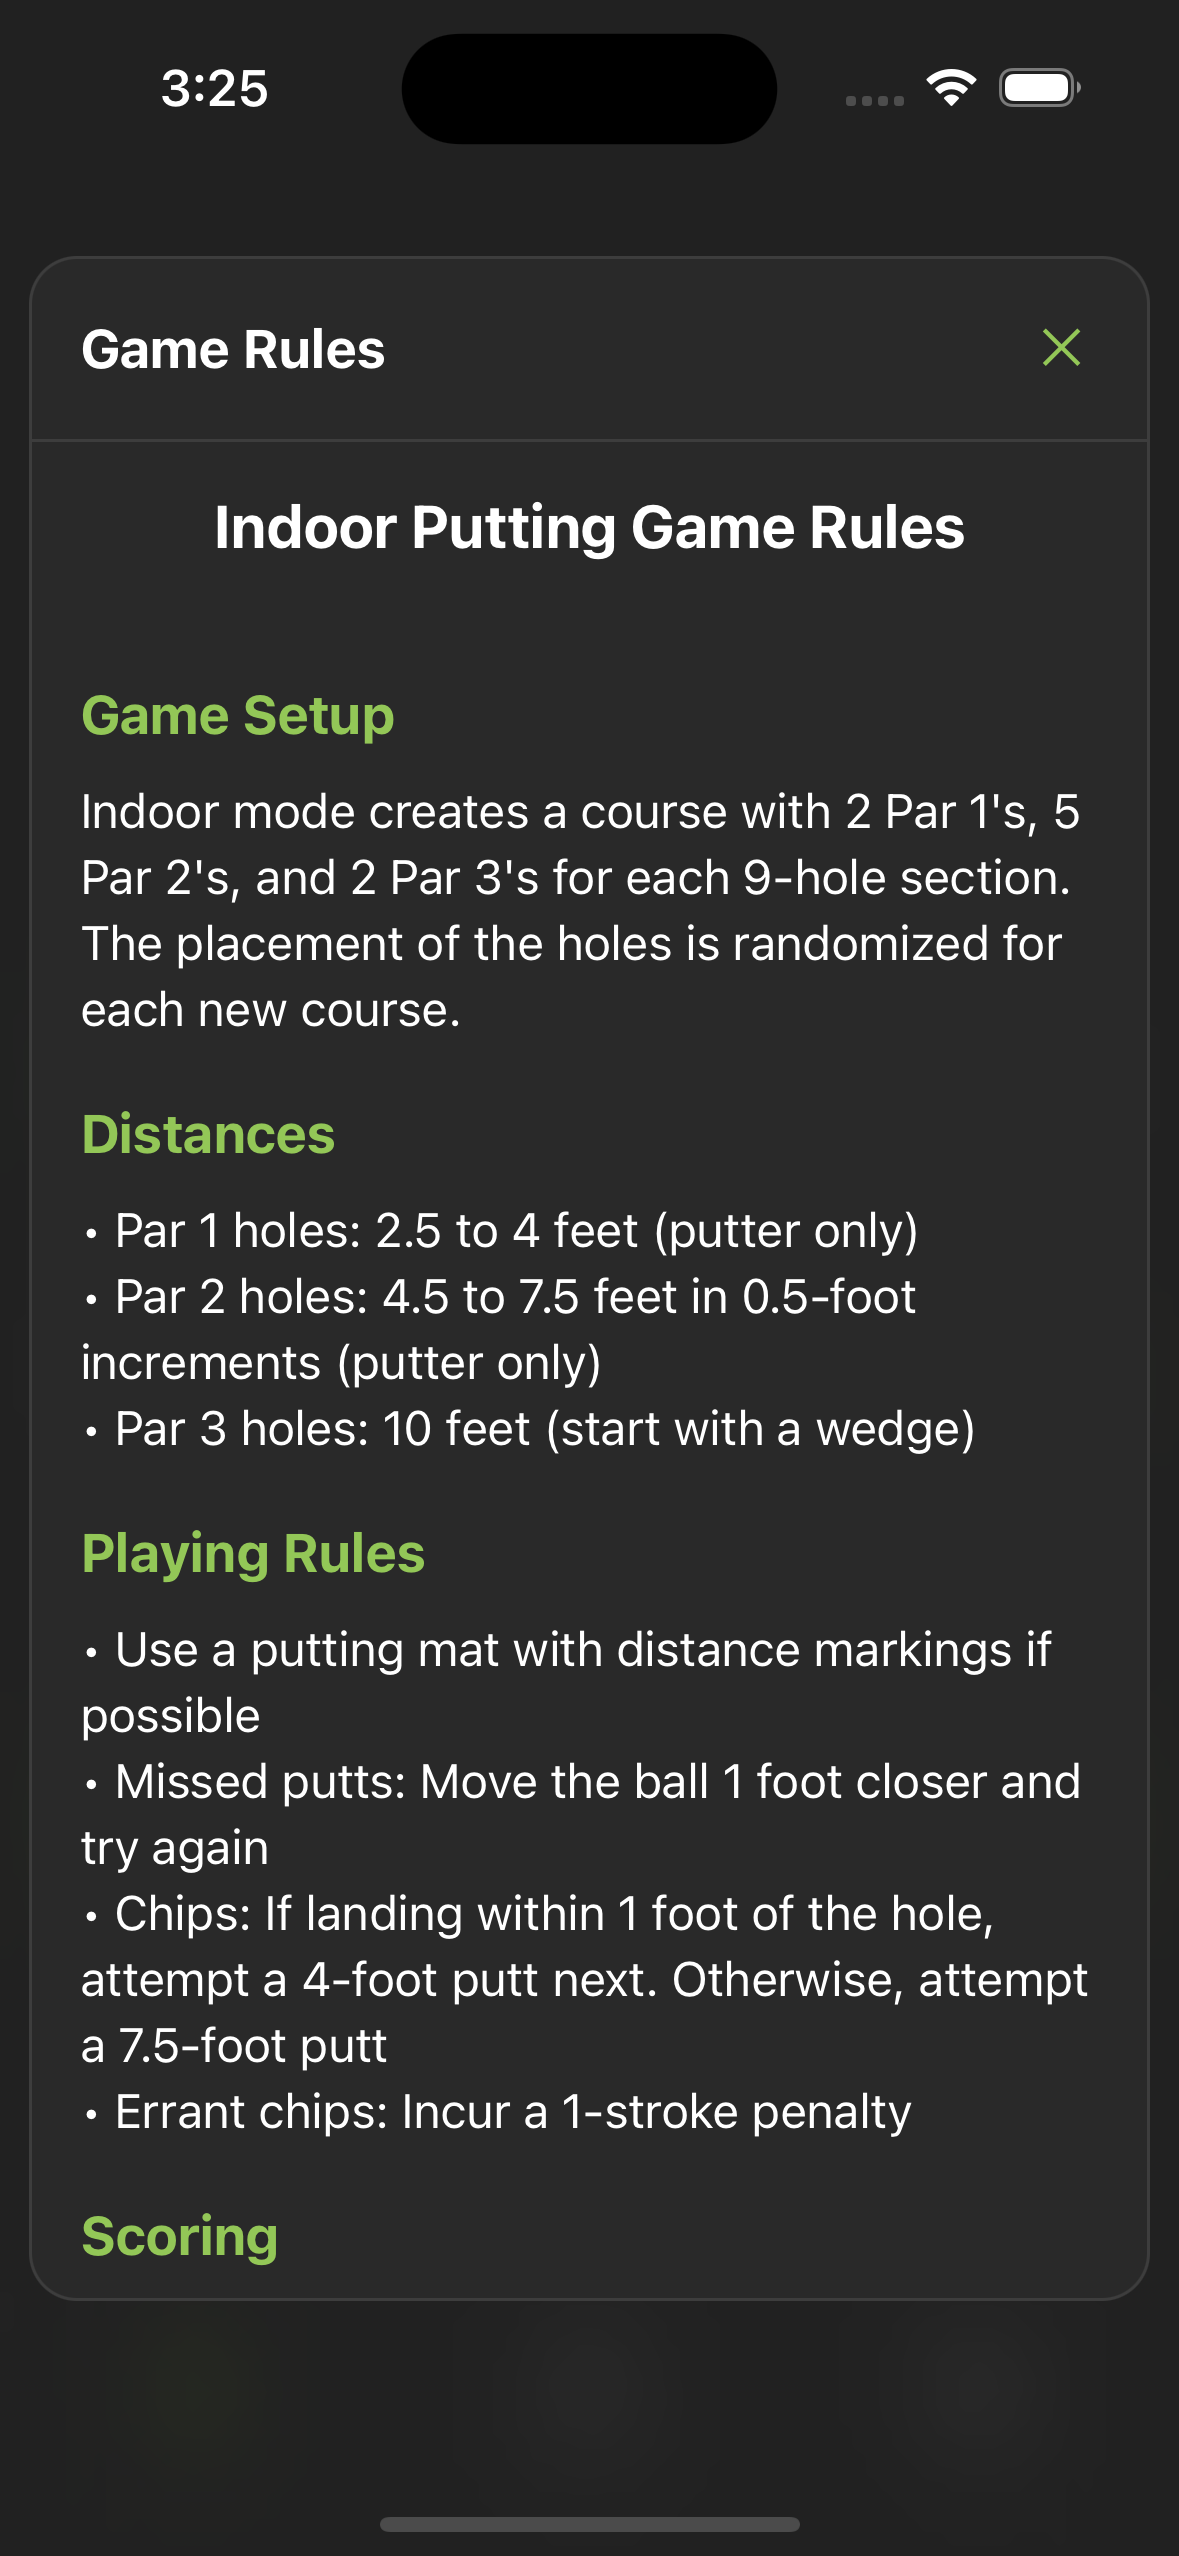 3:25
Game Rules
Indoor Putting Game Rules
Game Setup
Indoor mode creates a course with 2 Par 1's, 5
Par 2's, and 2 Par 3's for each 9-hole section.
The placement of the holes is randomized for
each new course.
Distances
• Par 1 holes: 2.5 to 4 feet (putter only)
• Par 2 holes: 4.5 to 7.5 feet in 0.5-foot
increments (putter only)
• Par 3 holes: 10 feet (start with a wedge)
Playing Rules
• Use a putting mat with distance markings if
possible
• Missed putts: Move the ball 1 foot closer and
try again
• Chips: If landing within 1 foot of the hole,
attempt a 4-foot putt next. Otherwise, attempt
a 7.5-foot putt
• Errant chips: Incur a 1-stroke penalty
Scoring